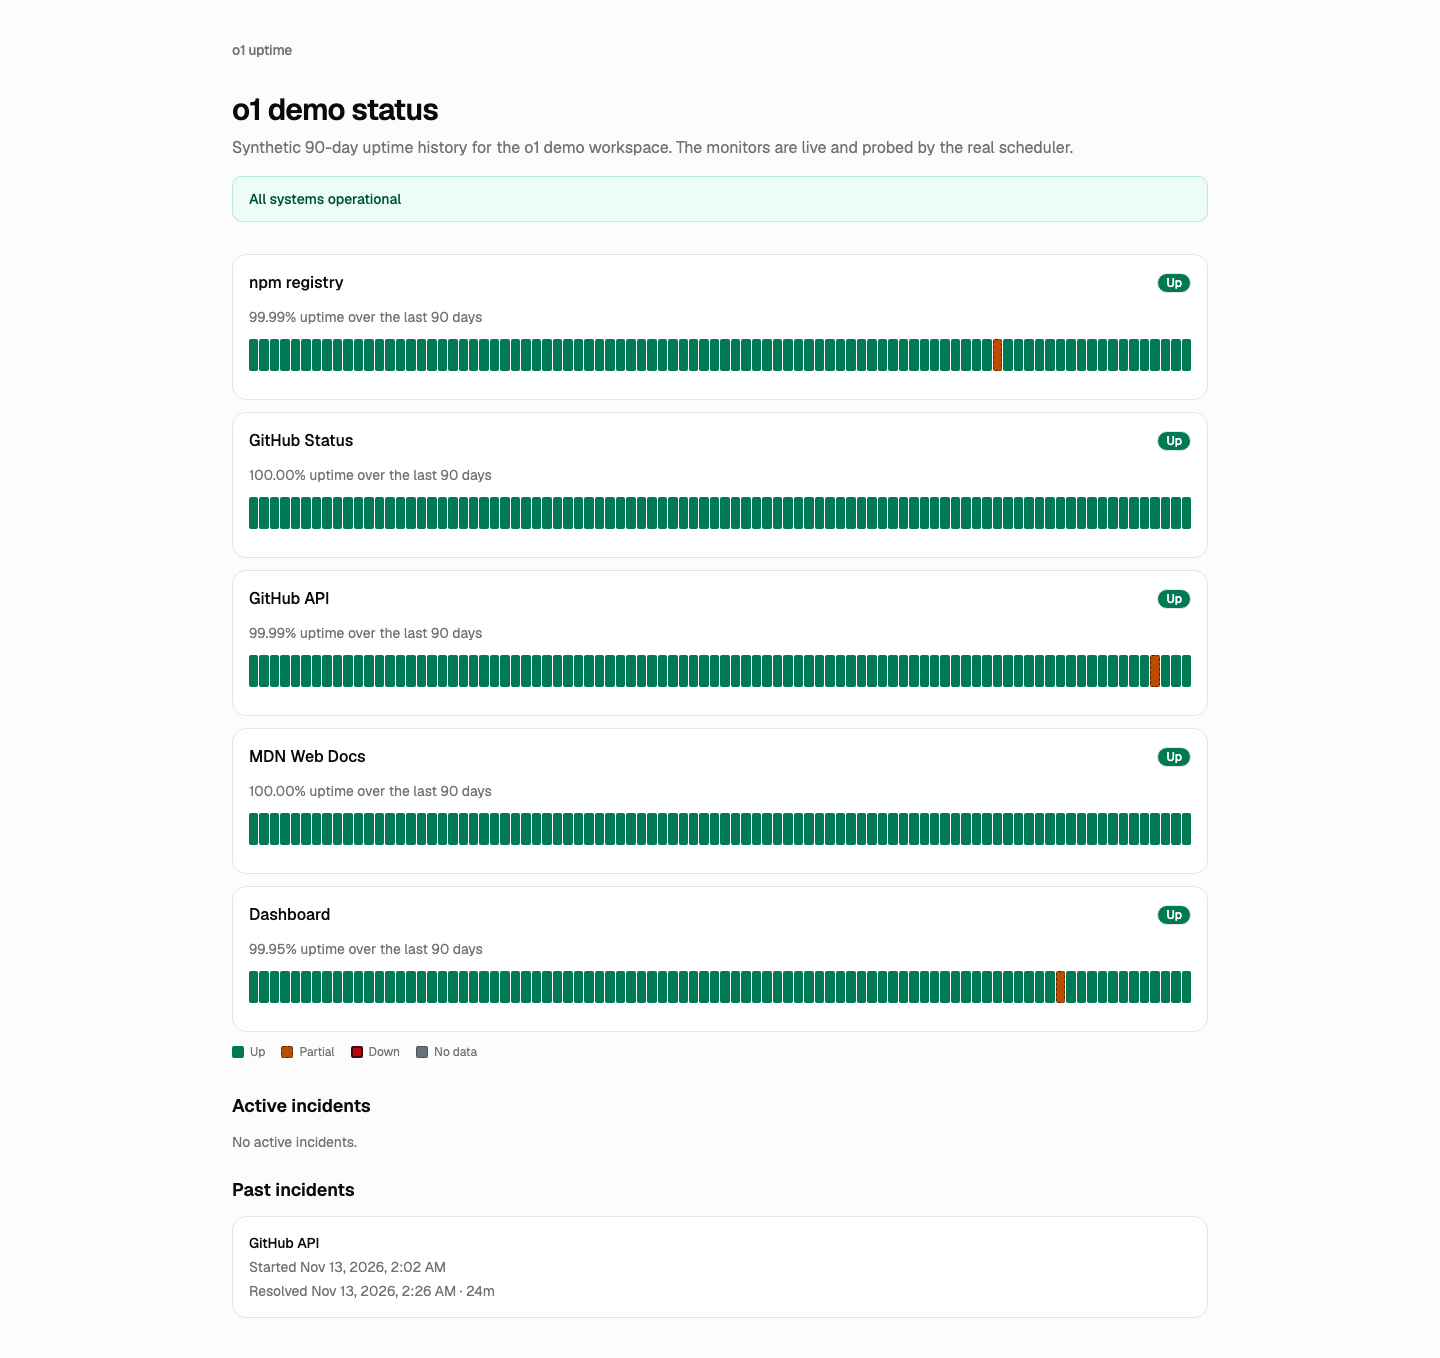 o1 uptime
o1 demo status
Synthetic 90-day uptime history for the o1 demo workspace. The monitors are live and probed by the real scheduler.
All systems operational
npm registry
Up
99.99% uptime over the last 90 days
GitHub Status
Up
100.00% uptime over the last 90 days
GitHub API
Up
99.99% uptime over the last 90 days
MDN Web Docs
Up
100.00% uptime over the last 90 days
Dashboard
Up
99.95% uptime over the last 90 days
Up Partial Down No data
Active incidents
No active incidents.
Past incidents
GitHub API
Started Nov 13, 2026, 2:02 AM
Resolved Nov 13, 2026, 2:26 AM · 24m